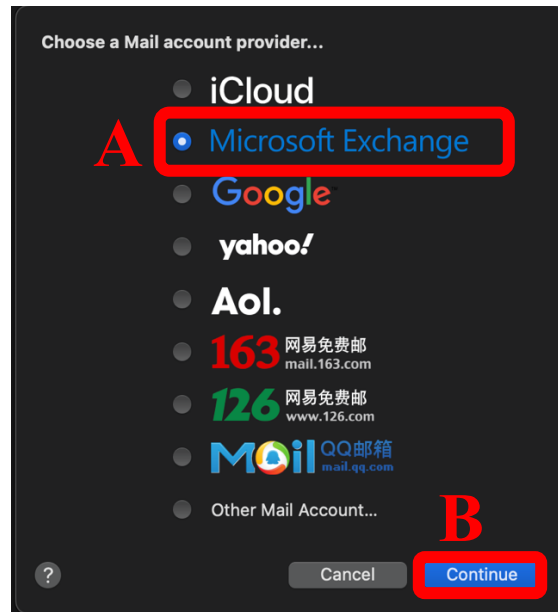 Choose a Mail account provider...
iCloud
A
Microsoft Exchange
Google
yahoo!
Aol.
163 网易免费邮
mail.163.com
126 网易免费邮
www.126.com
Mail QQ邮箱
mail.qq.com
Other Mail Account...
B
? Cancel Continue